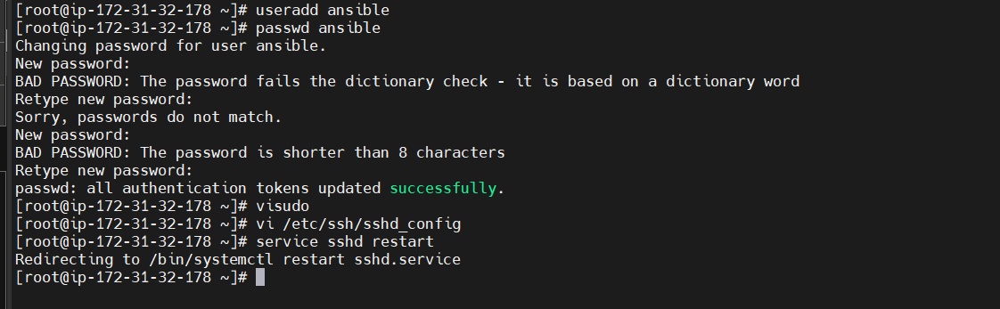 [root@ip-172-31-32-178 ~]# useradd ansible
[root@ip-172-31-32-178 ~]# passwd ansible
Changing password for user ansible.
New password:
BAD PASSWORD: The password fails the dictionary check - it is based on a dictionary word
Retype new password:
Sorry, passwords do not match.
New password:
BAD PASSWORD: The password is shorter than 8 characters
Retype new password:
passwd: all authentication tokens updated successfully.
[root@ip-172-31-32-178 ~]# visudo
[root@ip-172-31-32-178 ~]# vi /etc/ssh/sshd_config
[root@ip-172-31-32-178 ~]# service sshd restart
Redirecting to /bin/systemctl restart sshd.service
[root@ip-172-31-32-178 ~]#